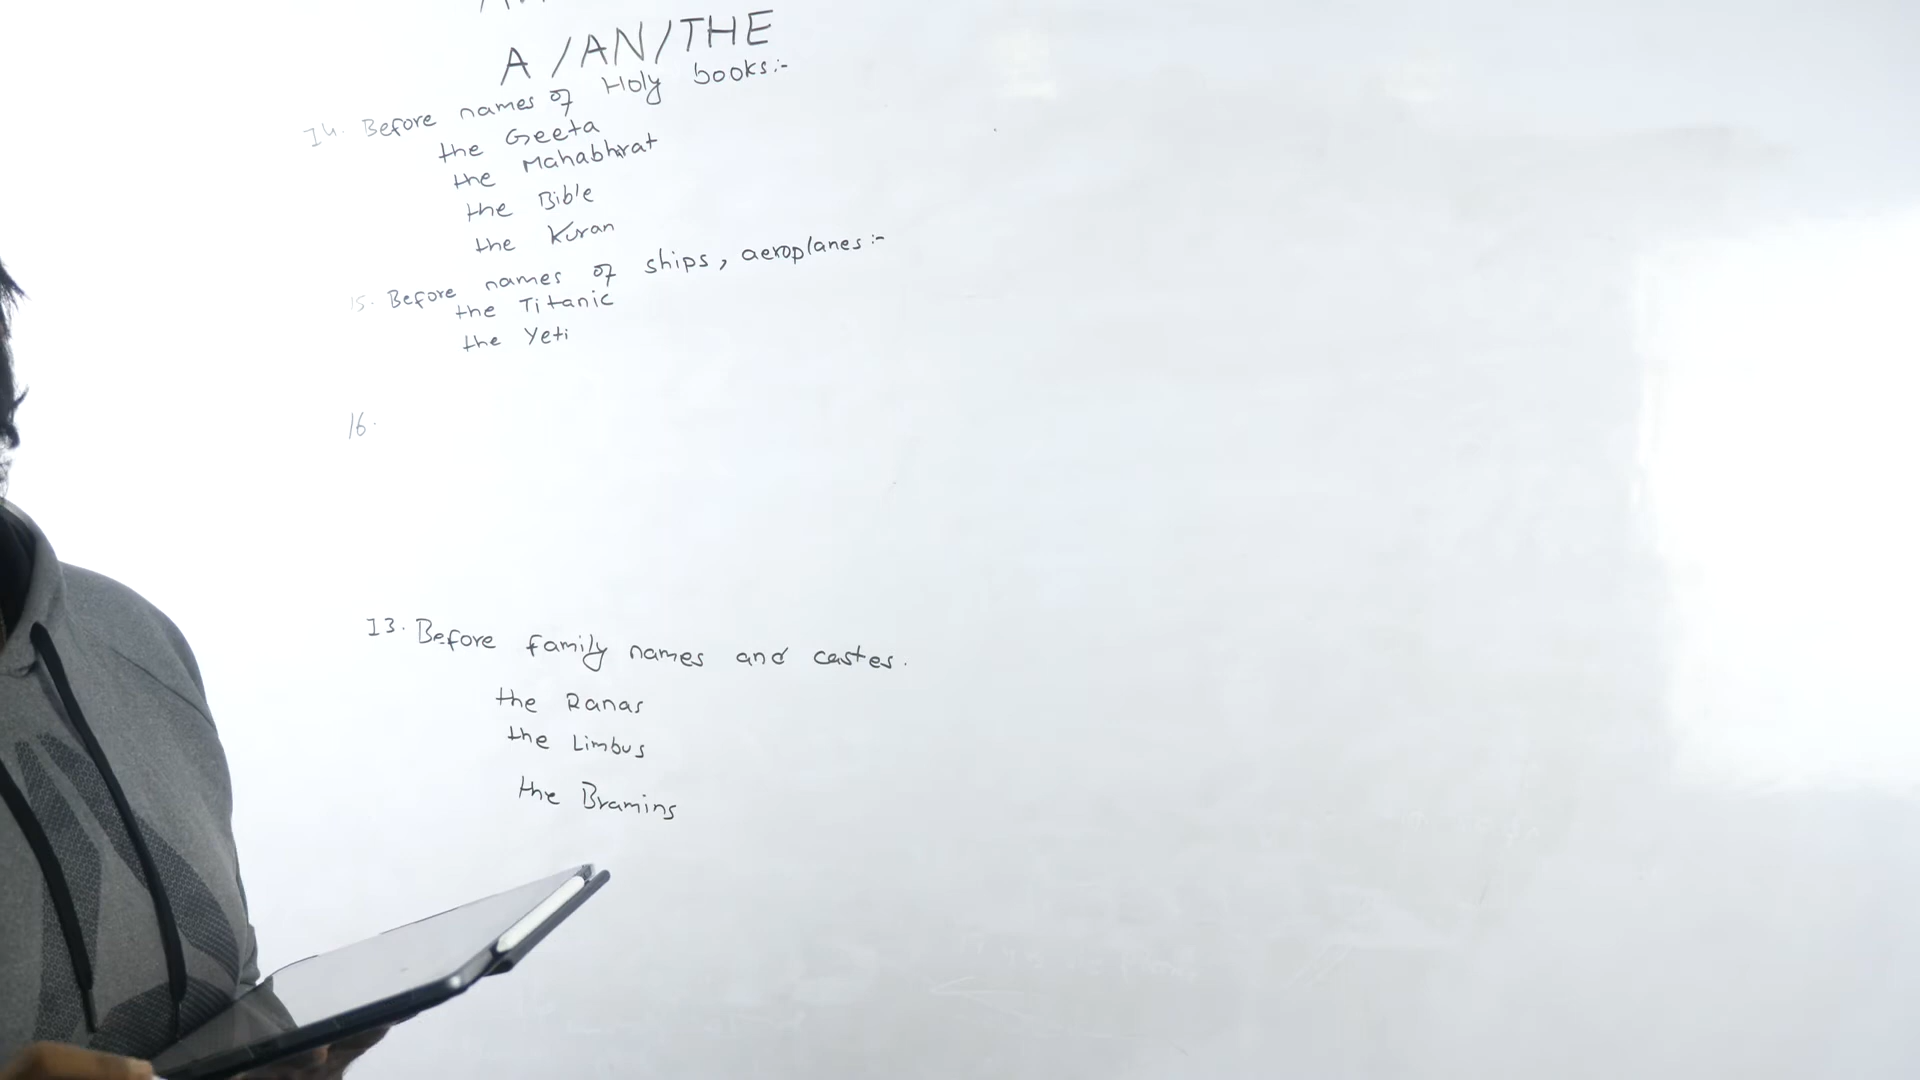 A/AN/THE
14. Before names of Holy books:-
the Geeta
the Mahabhrat
the Bible
the Kuran
15. Before names of ships, aeroplanes:-
the Titanic
the Yeti
16.
13. Before family names and castes.
the Ranas
the Limbus
the Bramins